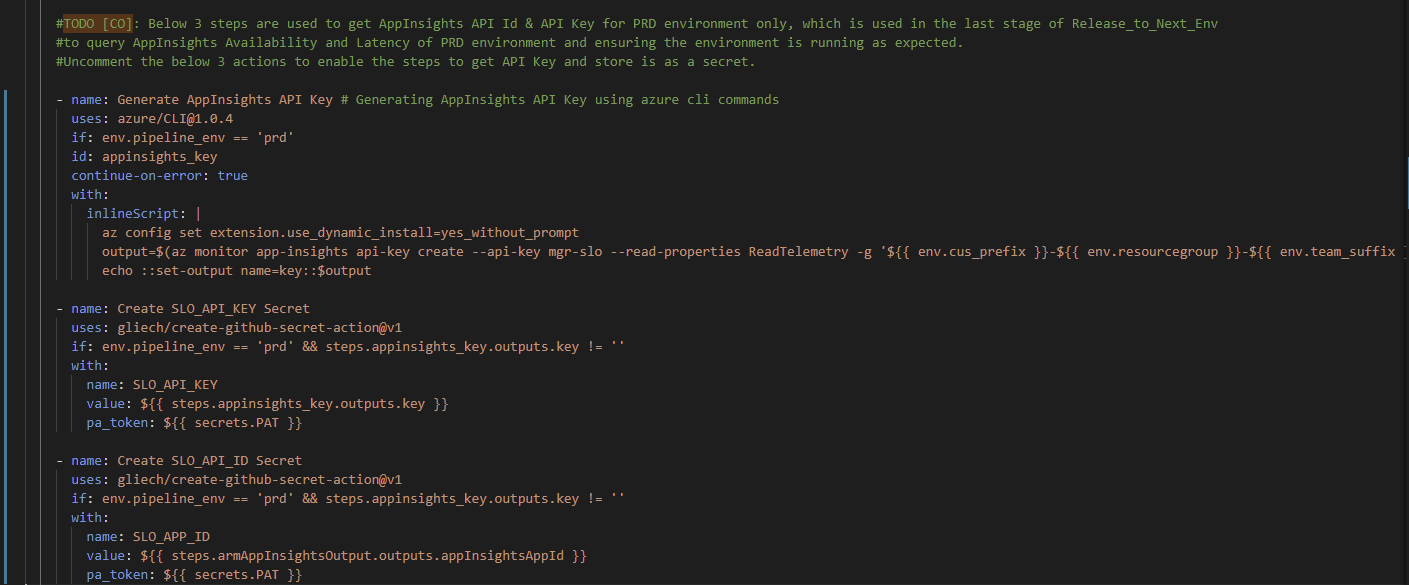 #TODO [CO]: Below 3 steps are used to get AppInsights API Id & API Key for PRD environment only, which is used in the last stage of Release_to_Next_Env
#to query AppInsights Availability and Latency of PRD environment and ensuring the environment is running as expected.
#Uncomment the below 3 actions to enable the steps to get API Key and store is as a secret.
- name: Generate AppInsights API Key # Generating AppInsights API Key using azure cli commands
uses: azure/CLI@1.0.4
if: env.pipeline_env == 'prd'
id: appinsights_key
continue-on-error: true
with:
inlineScript: |
az config set extension.use_dynamic_install=yes_without_prompt
output=$(az monitor app-insights api-key create --api-key mgr-slo --read-properties ReadTelemetry -g '${{ env.cus_prefix }}-${{ env.resourcegroup }}-${{ env.team_suffix }
echo ::set-output name=key::$output
- name: Create SLO_API_KEY Secret
uses: gliech/create-github-secret-action@v1
if: env.pipeline_env == 'prd' && steps.appinsights_key.outputs.key != ''
with:
name: SLO_API_KEY
value: ${{ steps.appinsights_key.outputs.key }}
pa_token: ${{ secrets.PAT }}
- name: Create SLO_API_ID Secret
uses: gliech/create-github-secret-action@v1
if: env.pipeline_env == 'prd' && steps.appinsights_key.outputs.key != ''
with:
name: SLO_APP_ID
value: ${{ steps.armAppInsightsOutput.outputs.appInsightsAppId }}
pa_token: ${{ secrets.PAT }}